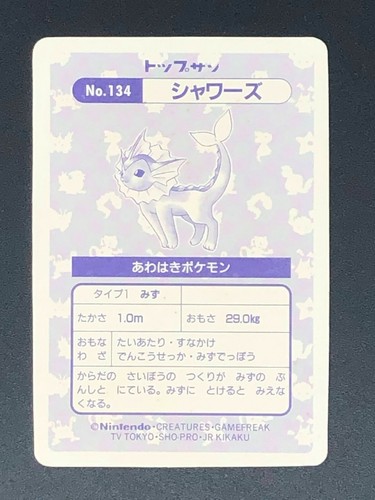 トップサン
No.134 シャワーズ
あわはきポケモン
タイプ1 みず
たかさ 1.0m おもさ 29.0kg
おもな たいあたり・すなかけ
わざ でんこうせっか・みずでっぽう
からだの さいぼうの つくりが みずの ぶ
んしと にている。みずに とけると みえな
くなる。
©Nintendo・CREATURES・GAMEFREAK
TV TOKYO・SHO-PRO・JR KIKAKU